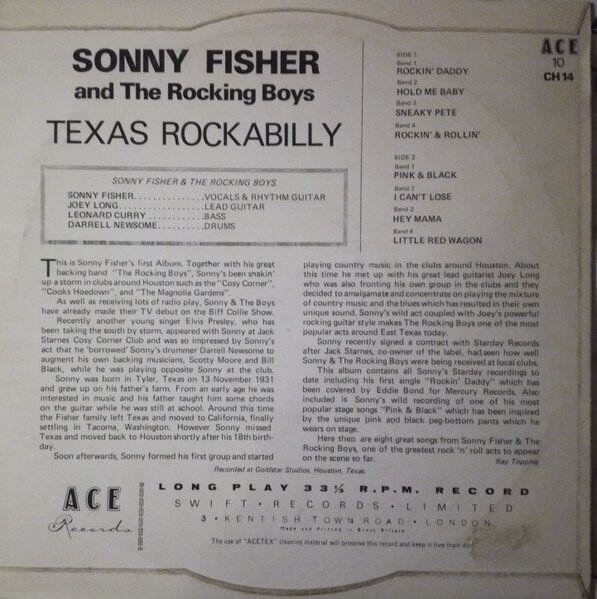 SONNY FISHER
and The Rocking Boys
TEXAS ROCKABILLY
SONNY FISHER & THE ROCKING BOYS
SONNY FISHER..............VOCALS & RHYTHM GUITAR
JOEY LONG....................LEAD GUITAR
LEONARD CURRY ............BASS
DARRELL NEWSOME.........DRUMS
SIDE 1
Band 1
ROCKIN' DADDY
Band 2
HOLD ME BABY
Band 3
SNEAKY PETE
Band 4
ROCKIN' & ROLLIN'
SIDE 2
Band 1
PINK & BLACK
Band 2
I CAN'T LOSE
Band 3
HEY MAMA
Band 4
LITTLE RED WAGON
ACE
10
CH 14
This is Sonny Fisher's first Album. Together with his great
backing band "The Rocking Boys", Sonny's been shakin'
up a storm in clubs around Houston such as the "Cosy Corner",
"Cooks Hoedown", and "The Magnolia Gardens".
As well as receiving lots of radio play, Sonny & The Boys
have already made their TV debut on the Biff Collie Show.
Recently another young singer Elvis Presley, who has
been taking the south by storm, appeared with Sonny at Jack
Starnes Cosy Corner Club and was so impressed by Sonny's
act that he 'borrowed' Sonny's drummer Darrell Newsome to
augment his own backing musicians, Scotty Moore and Bill
Black, while he was playing opposite Sonny at the club.
Sonny was born in Tyler, Texas on 13 November 1931
and grew up on his father's farm. From an early age he was
interested in music and his father taught him some chords
on the guitar while he was still at school. Around this time
the Fisher family left Texas and moved to California, finally
settling in Tacoma, Washington. However Sonny missed
Texas and moved back to Houston shortly after his 18th birth-
day.
Soon afterwards, Sonny formed his first group and started
playing country music in the clubs around Houston. About
this time he met up with his great lead guitarist Joey Long
who was also fronting his own group in the clubs and they
decided to amalgamate and concentrate on playing the mixture
of country music and the blues which has resulted in their own
unique sound. Sonny's wild act coupled with Joey's powerful
rocking guitar style makes The Rocking Boys one of the most
popular acts around East Texas today.
Sonny recently signed a contract with Starday Records
after Jack Starnes, co-owner of the label, had seen how well
Sonny & The Rocking Boys were being received at local clubs.
This album contains all Sonny's Starday recordings to
date including his first single "Rockin' Daddy" which has
been covered by Eddie Bond for Mercury Records. Also
included is Sonny's wild recording of one of his most
popular stage songs "Pink & Black" which has been inspired
by the unique pink and black peg-bottom pants which he
wears on stage.
Here then are eight great songs from Sonny Fisher & The
Rocking Boys, one of the greatest rock 'n' roll acts to appear
on the scene so far.
Ray Topping
Recorded at Goldstar Studios, Houston, Texas.
ACE
Records
LONG PLAY 33⅓ R.P.M. RECORD
SWIFT · RECORDS · LIMITED
3 · KENTISH TOWN ROAD · LONDON
Made and Printed in Great Britain
The use of "ACETEX" cleaning material will preserve this record and keep it free from